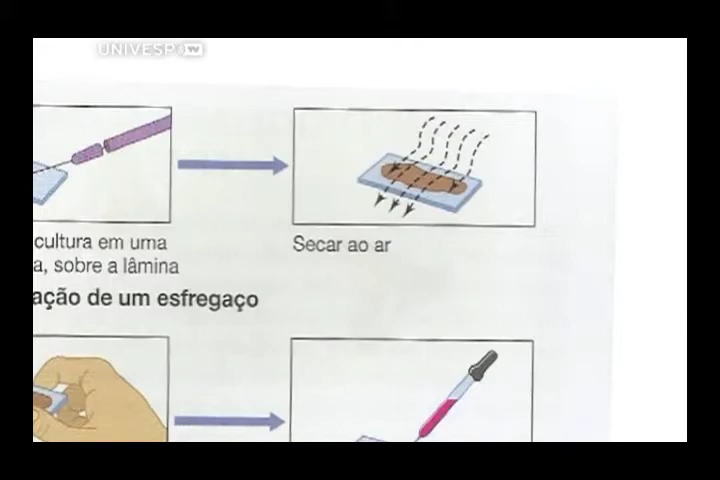 UNIVESP tv
cultura em uma
a, sobre a lâmina
Secar ao ar
ação de um esfregaço